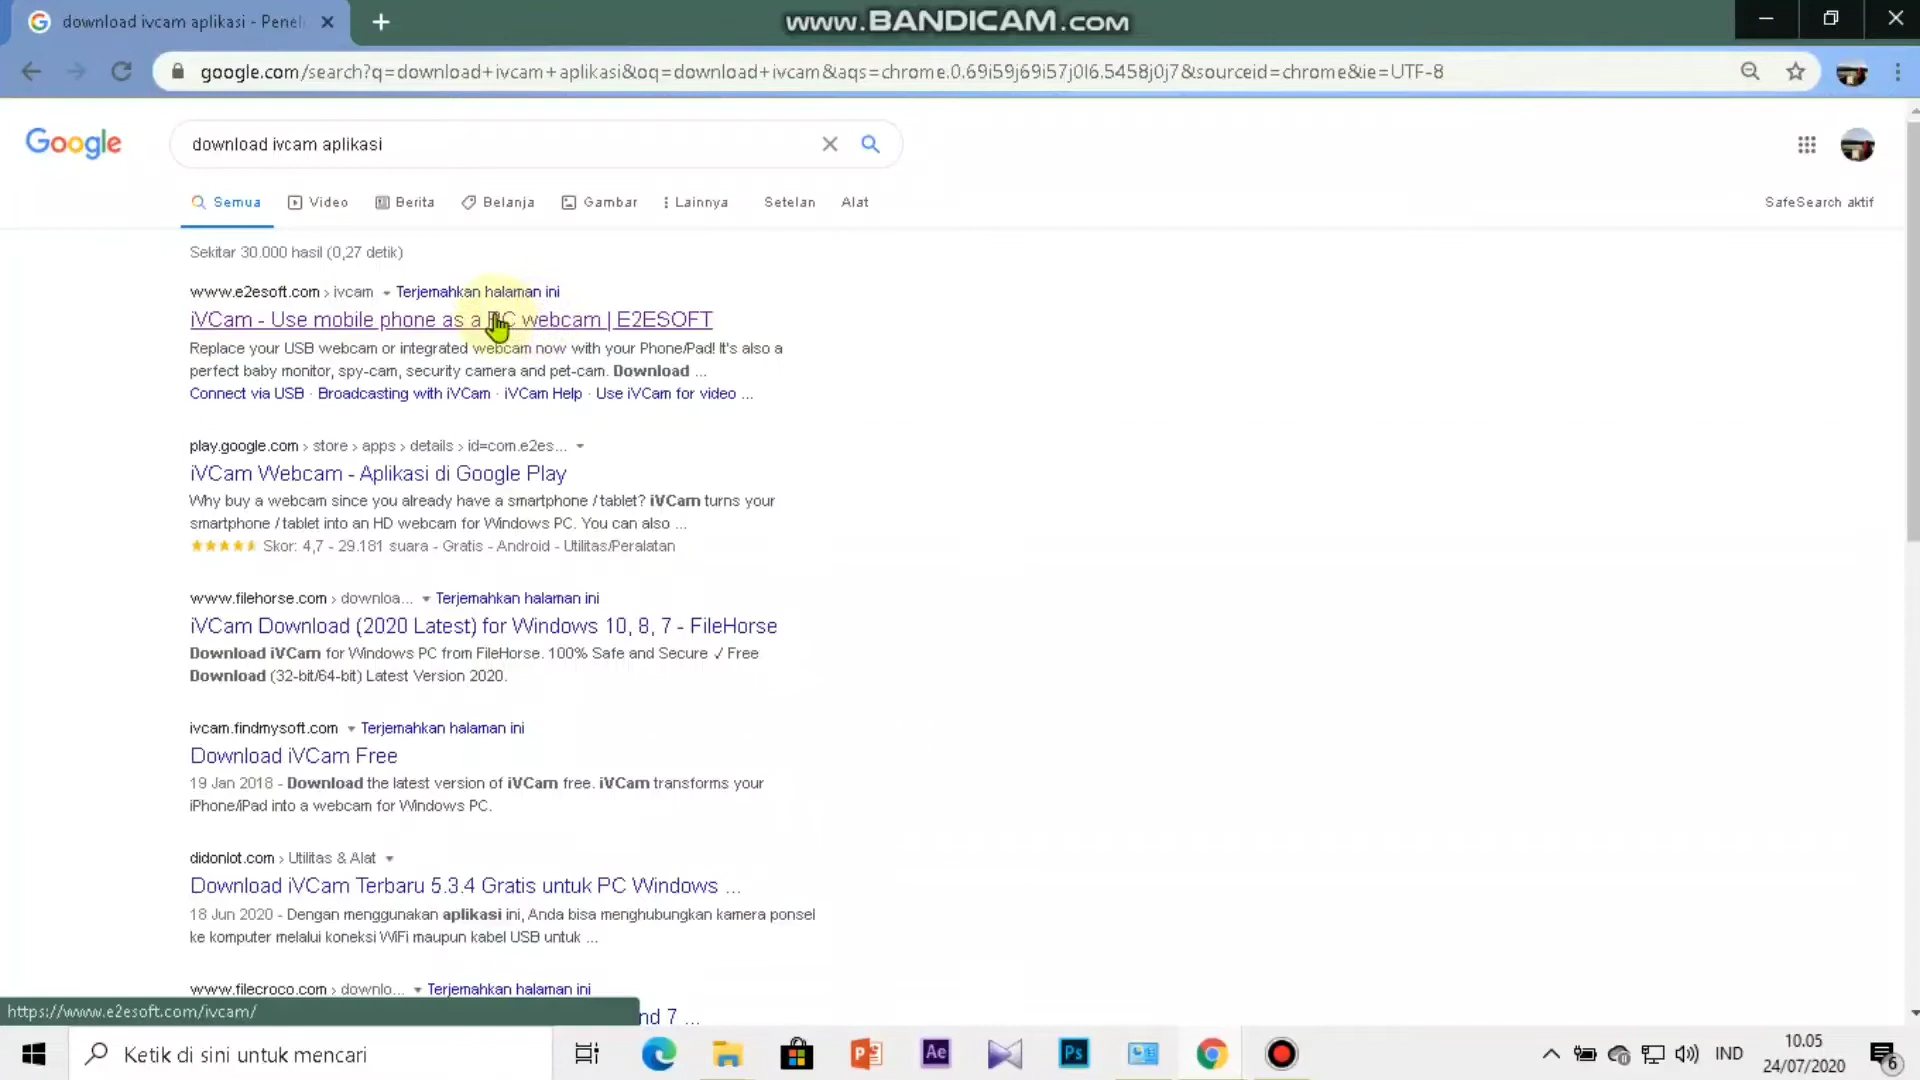 download ivcam aplikasi - Penel
www.BANDICAM.com
google.com/search?q=download+ivcam+aplikasi&oq=download+ivcam&aqs=chrome.0.69i59j69i57j0l6.5458j0j7&sourceid=chrome&ie=UTF-8
Google
download ivcam aplikasi
Semua Video Berita Belanja Gambar Lainnya Setelan Alat SafeSearch aktif
Sekitar 30.000 hasil (0,27 detik)
www.e2esoft.com › ivcam Terjemahkan halaman ini
iVCam - Use mobile phone as a PC webcam | E2ESOFT
Replace your USB webcam or integrated webcam now with your Phone/Pad! It's also a
perfect baby monitor, spy-cam, security camera and pet-cam. Download ...
Connect via USB · Broadcasting with iVCam · iVCam Help · Use iVCam for video ...
play.google.com › store › apps › details › id=com.e2es...
iVCam Webcam - Aplikasi di Google Play
Why buy a webcam since you already have a smartphone / tablet? iVCam turns your
smartphone / tablet into an HD webcam for Windows PC. You can also ...
Skor: 4,7 - 29.181 suara - Gratis - Android - Utilitas/Peralatan
www.filehorse.com › downloa... Terjemahkan halaman ini
iVCam Download (2020 Latest) for Windows 10, 8, 7 - FileHorse
Download iVCam for Windows PC from FileHorse. 100% Safe and Secure ✓ Free
Download (32-bit/64-bit) Latest Version 2020.
ivcam.findmysoft.com Terjemahkan halaman ini
Download iVCam Free
19 Jan 2018 - Download the latest version of iVCam free. iVCam transforms your
iPhone/iPad into a webcam for Windows PC.
didonlot.com › Utilitas & Alat
Download iVCam Terbaru 5.3.4 Gratis untuk PC Windows ...
18 Jun 2020 - Dengan menggunakan aplikasi ini, Anda bisa menghubungkan kamera ponsel
ke komputer melalui koneksi WiFi maupun kabel USB untuk ...
www.filecroco.com › downlo... Terjemahkan halaman ini
nd 7 ...
https://www.e2esoft.com/ivcam/
Ketik di sini untuk mencari
Ae
Ps
IND
10.05
24/07/2020
6